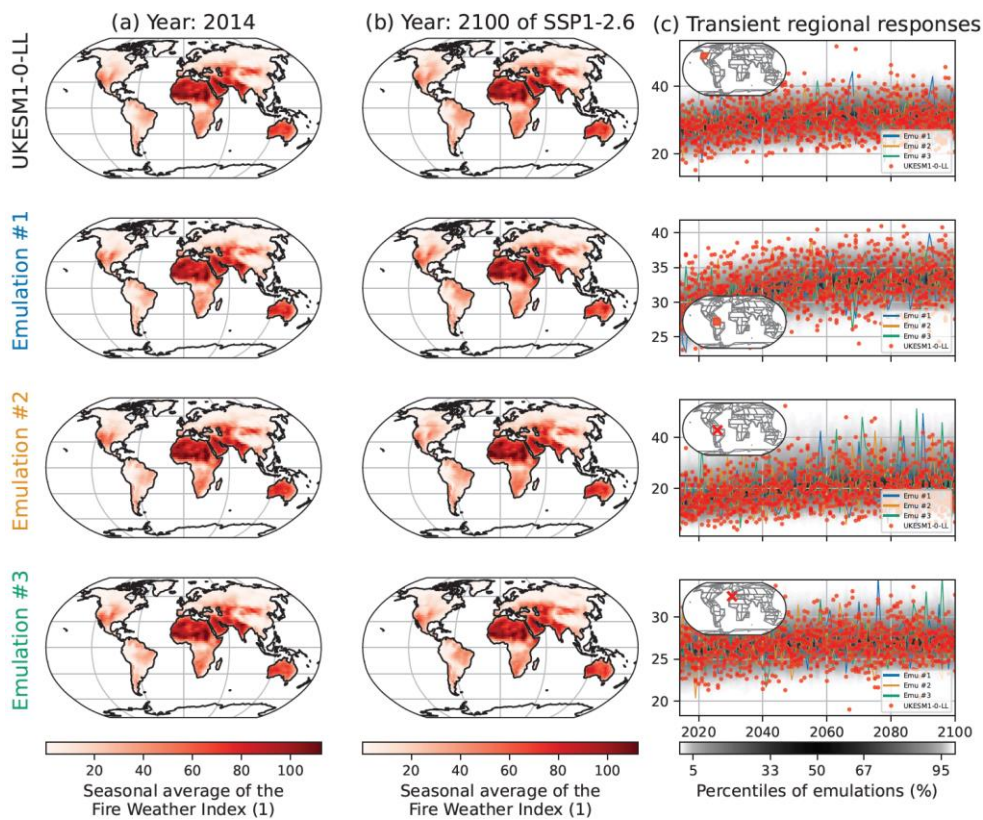 (a) Year: 2014
(b) Year: 2100 of SSP1-2.6
(c) Transient regional responses
UKESM1-0-LL
40
30
20
Emu #1
Emu #2
Emu #3
UKESM1-0-LL
Emulation #1
40
35
30
25
Emu #1
Emu #2
Emu #3
UKESM1-0-LL
Emulation #2
40
20
Emu #1
Emu #2
Emu #3
UKESM1-0-LL
Emulation #3
30
25
20
Emu #1
Emu #2
Emu #3
UKESM1-0-LL
2020 2040 2060 2080 2100
20 40 60 80 100
Seasonal average of the
Fire Weather Index (1)
20 40 60 80 100
Seasonal average of the
Fire Weather Index (1)
5 33 50 67 95
Percentiles of emulations (%)